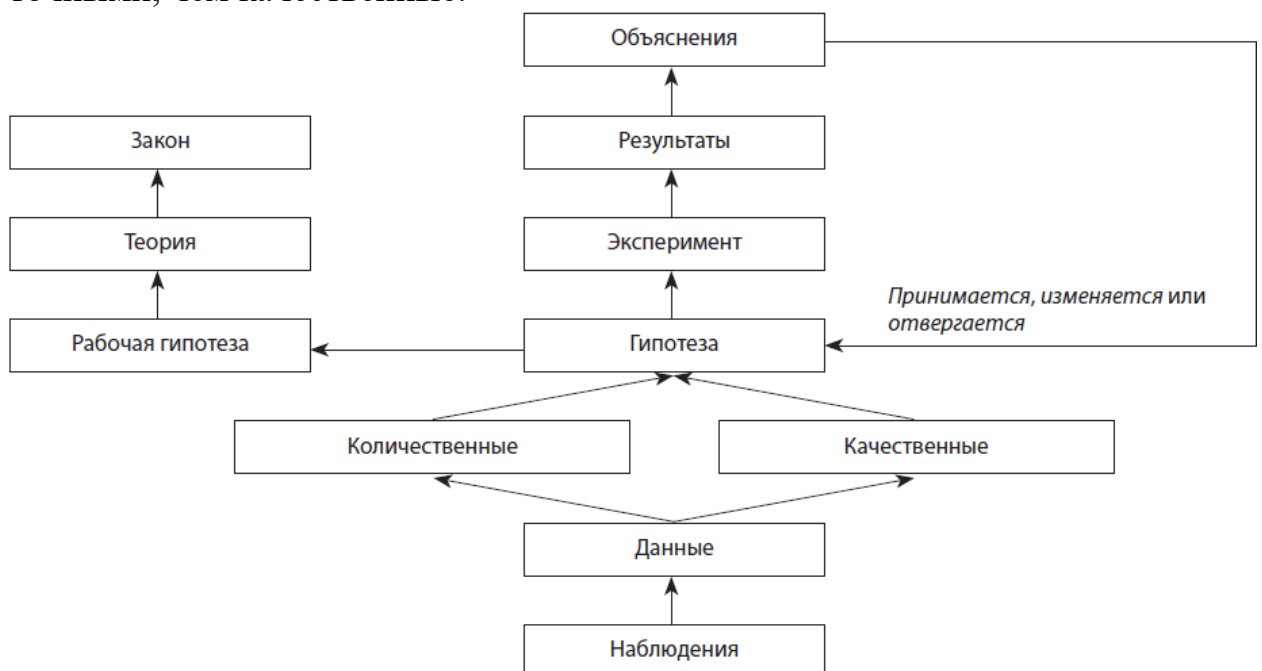 Объяснения
Закон
Результаты
Теория
Эксперимент
Принимается, изменяется или
отвергается
Рабочая гипотеза
Гипотеза
Количественные
Качественные
Данные
Наблюдения